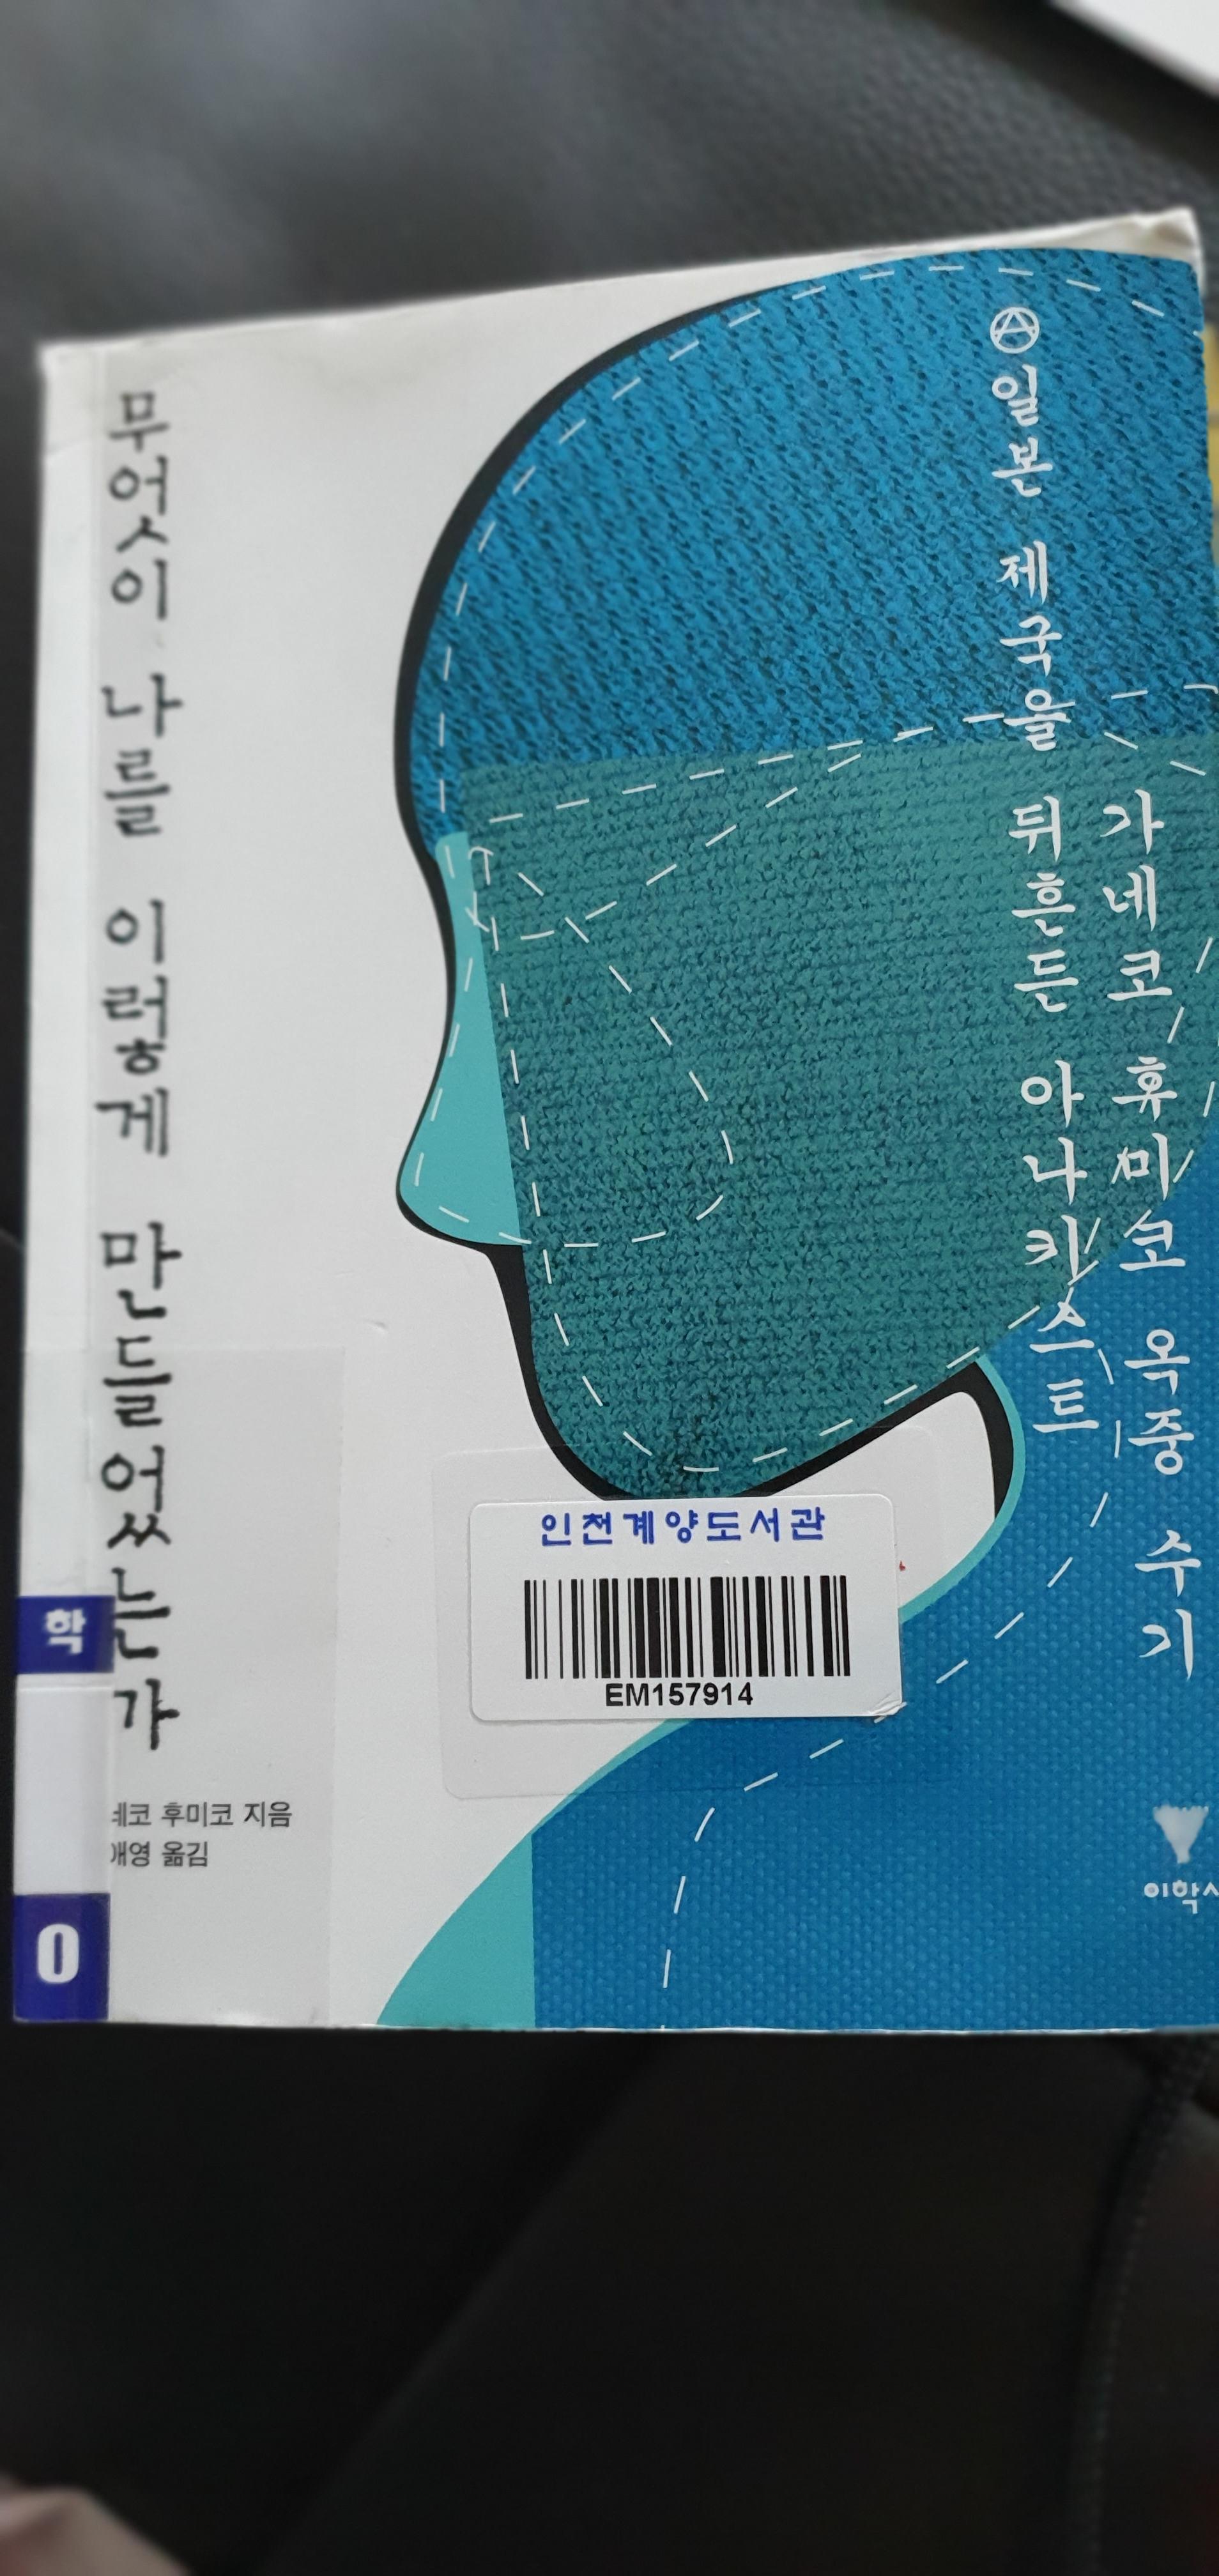 무엇이 나를 이렇게 만들었는가
네코 후미코 지음
애영 옮김
Ⓐ일본 제국을 뒤흔든 아나키스트
가네코 후미코 옥중 수기
인천계양도서관
EM157914
학
0
이학사